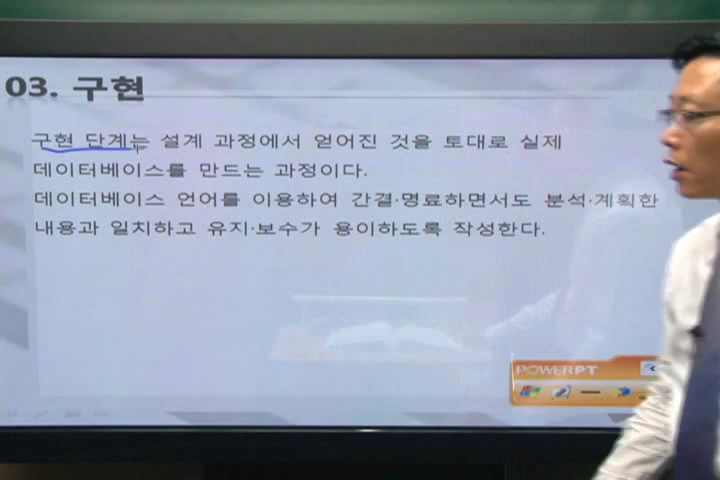 03. 구현
구현 단계는 설계 과정에서 얻어진 것을 토대로 실제
데이터베이스를 만드는 과정이다.
데이터베이스 언어를 이용하여 간결·명료하면서도 분석·계획한
내용과 일치하고 유지·보수가 용이하도록 작성한다.
POWERPT